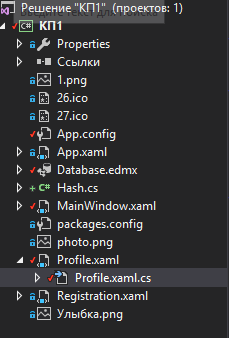 Решение "КП1" (проектов: 1)
КП1
Properties
Ссылки
1.png
26.ico
27.ico
App.config
App.xaml
Database.edmx
Hash.cs
MainWindow.xaml
packages.config
photo.png
Profile.xaml
Profile.xaml.cs
Registration.xaml
Улыбка.png